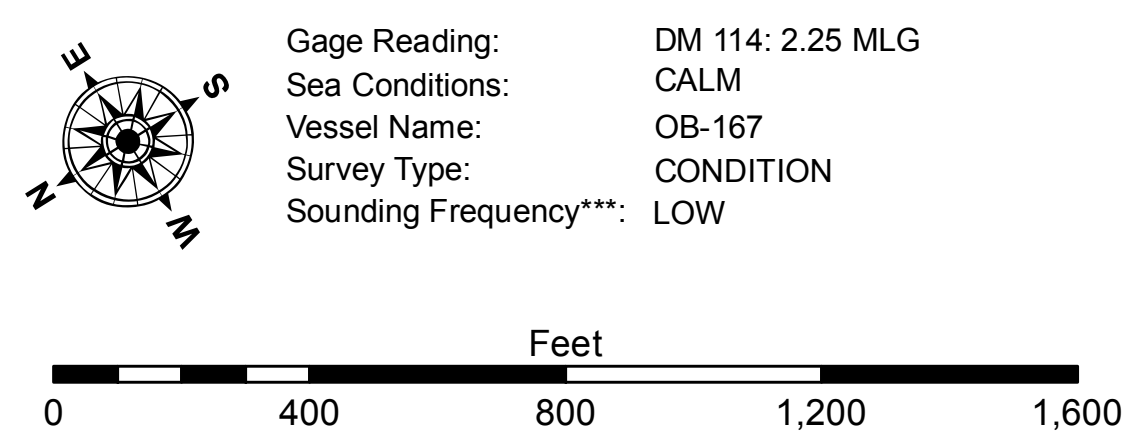 E
S
N
W
Gage Reading: DM 114: 2.25 MLG
Sea Conditions: CALM
Vessel Name: OB-167
Survey Type: CONDITION
Sounding Frequency***: LOW
Feet
0 400 800 1,200 1,600